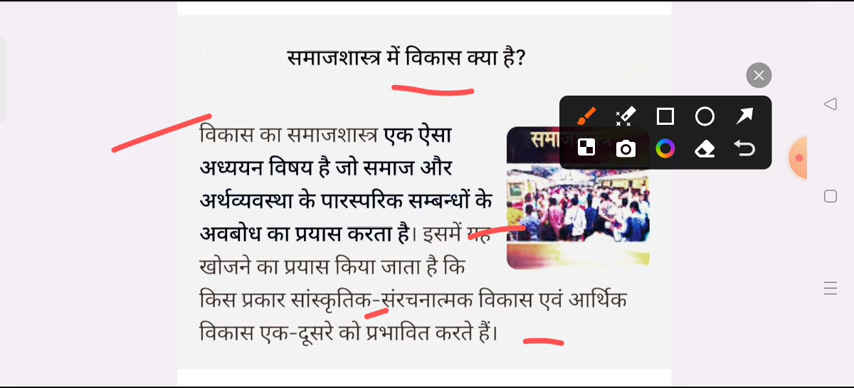 समाजशास्त्र में विकास क्या है?
विकास का समाजशास्त्र एक ऐसा
अध्ययन विषय है जो समाज और
अर्थव्यवस्था के पारस्परिक सम्बन्धों के
अवबोध का प्रयास करता है। इसमें यह
खोजने का प्रयास किया जाता है कि
किस प्रकार सांस्कृतिक-संरचनात्मक विकास एवं आर्थिक
विकास एक-दूसरे को प्रभावित करते हैं।